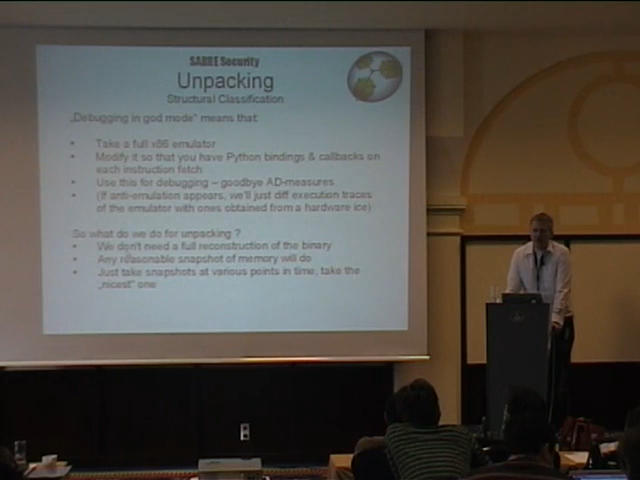 SABRE Security
Unpacking
Structural Classification
„Debugging in god mode“ means that:
• Take a full x86 emulator
• Modify it so that you have Python bindings & callbacks on
each instruction fetch
• Use this for debugging – goodbye AD-measures
• (If anti-emulation appears, we'll just diff execution traces
of the emulator with ones obtained from a hardware ice)
So what do we do for unpacking ?
• We don't need a full reconstruction of the binary
• Any reasonable snapshot of memory will do
• Just take snapshots at various points in time, take the
„nicest“ one